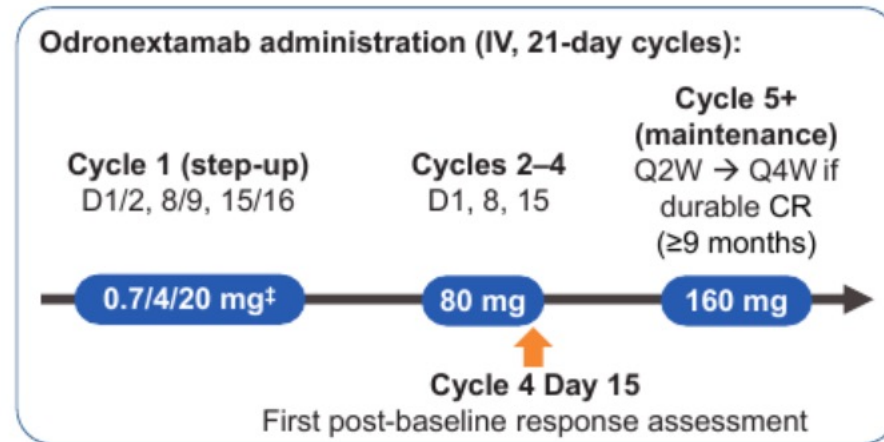 Odronextamab administration (IV, 21-day cycles):
Cycle 1 (step-up)
D1/2, 8/9, 15/16
0.7/4/20 mg‡
Cycles 2–4
D1, 8, 15
80 mg
Cycle 5+
(maintenance)
Q2W → Q4W if
durable CR
(≥9 months)
160 mg
Cycle 4 Day 15
First post-baseline response assessment